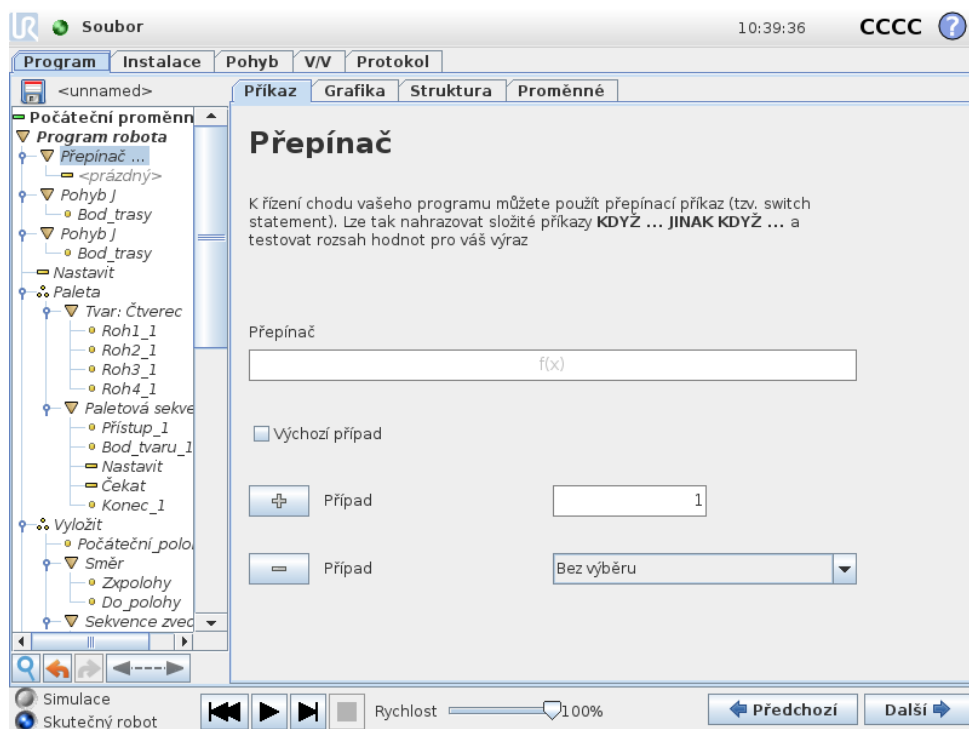 UR Soubor 10:39:36 CCCC ?
Program Instalace Pohyb V/V Protokol
<unnamed>
Příkaz Grafika Struktura Proměnné
Počáteční proměnn
Program robota
Přepínač ...
<prázdný>
Pohyb J
Bod_trasy
Pohyb J
Bod_trasy
Nastavit
Paleta
Tvar: Čtverec
Roh1_1
Roh2_1
Roh3_1
Roh4_1
Paletová sekve
Přístup_1
Bod_tvaru_1
Nastavit
Čekat
Konec_1
Vyložit
Počáteční_polo
Směr
Zxpolohy
Do_polohy
Sekvence zved
Přepínač
K řízení chodu vašeho programu můžete použít přepínací příkaz (tzv. switch
statement). Lze tak nahrazovat složité příkazy KDYŽ ... JINAK KDYŽ ... a
testovat rozsah hodnot pro váš výraz
Přepínač
f(x)
Výchozí případ
Případ 1
Případ Bez výběru
Simulace
Skutečný robot
Rychlost 100%
Předchozí Další